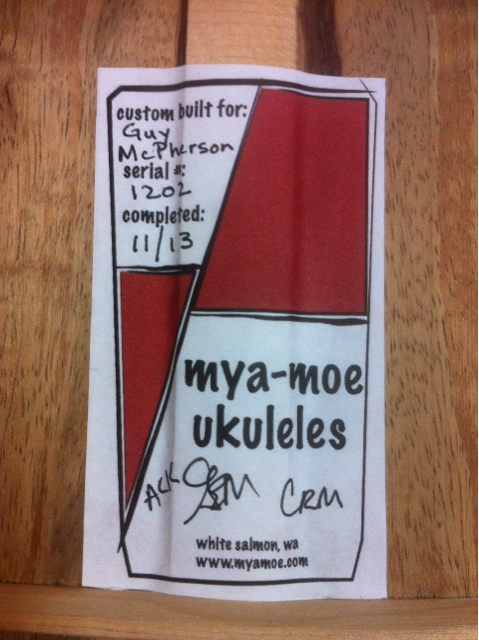 custom built for:
Guy
McPherson
serial #:
1202
completed:
11/13
mya-moe
ukuleles
ACK
CRM
white salmon, wa
www.myamoe.com